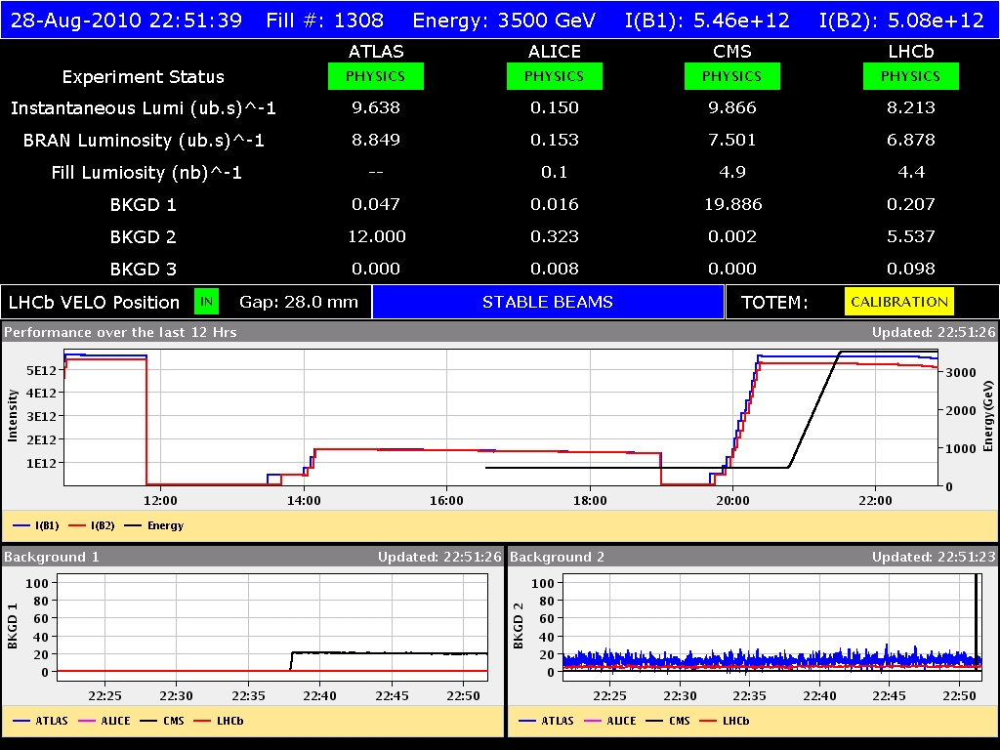 28-Aug-2010 22:51:39 Fill #: 1308 Energy: 3500 GeV I(B1): 5.46e+12 I(B2): 5.08e+12
ATLAS ALICE CMS LHCb
Experiment Status PHYSICS PHYSICS PHYSICS PHYSICS
Instantaneous Lumi (ub.s)^-1 9.638 0.150 9.866 8.213
BRAN Luminosity (ub.s)^-1 8.849 0.153 7.501 6.878
Fill Lumiosity (nb)^-1 -- 0.1 4.9 4.4
BKGD 1 0.047 0.016 19.886 0.207
BKGD 2 12.000 0.323 0.002 5.537
BKGD 3 0.000 0.008 0.000 0.098
LHCb VELO Position IN Gap: 28.0 mm STABLE BEAMS TOTEM: CALIBRATION
Performance over the last 12 Hrs Updated: 22:51:26
Intensity
5E12
4E12
3E12
2E12
1E12
3000
2000
1000
0
Energy(GeV)
12:00 14:00 16:00 18:00 20:00 22:00
I(B1) I(B2) Energy
Background 1 Updated: 22:51:26
BKGD 1
100
80
60
40
20
0
22:25 22:30 22:35 22:40 22:45 22:50
ATLAS ALICE CMS LHCb
Background 2 Updated: 22:51:23
BKGD 2
100
80
60
40
20
0
22:25 22:30 22:35 22:40 22:45 22:50
ATLAS ALICE CMS LHCb